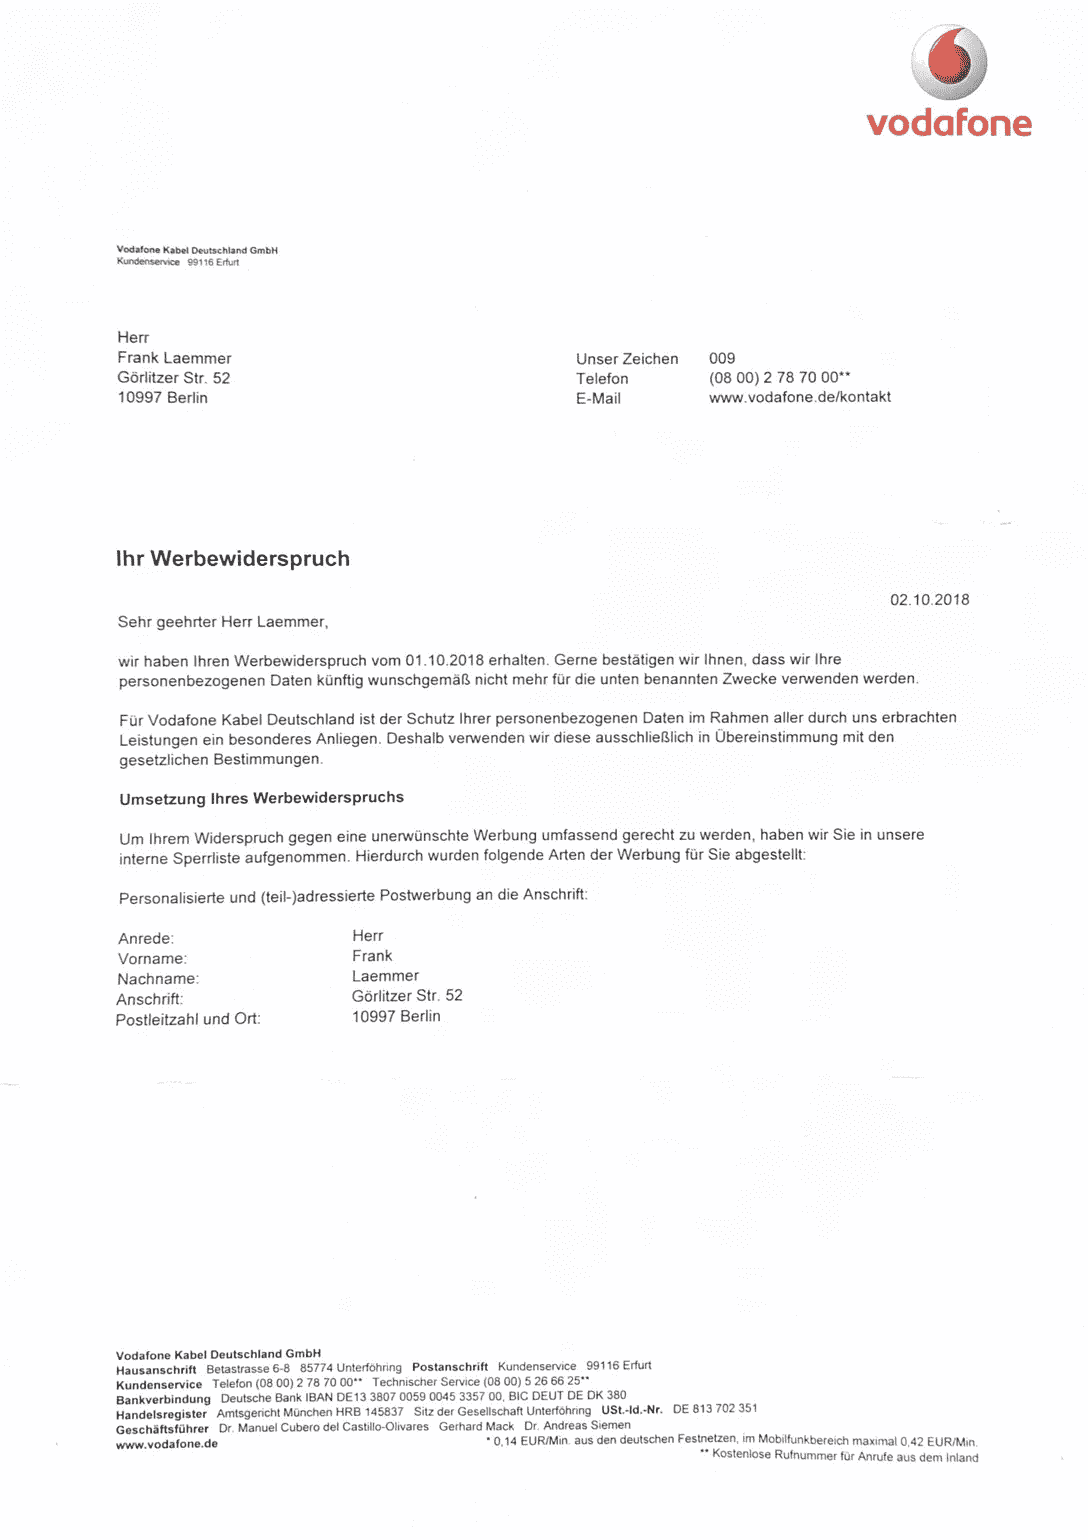 vodafone
Vodafone Kabel Deutschland GmbH
Kundenservice 99116 Erfurt
Herr
Frank Laemmer
Görlitzer Str. 52
10997 Berlin
Unser Zeichen 009
Telefon (08 00) 2 78 70 00**
E-Mail www.vodafone.de/kontakt
Ihr Werbewiderspruch
02.10.2018
Sehr geehrter Herr Laemmer,
wir haben Ihren Werbewiderspruch vom 01.10.2018 erhalten. Gerne bestätigen wir Ihnen, dass wir Ihre
personenbezogenen Daten künftig wunschgemäß nicht mehr für die unten benannten Zwecke verwenden werden.
Für Vodafone Kabel Deutschland ist der Schutz Ihrer personenbezogenen Daten im Rahmen aller durch uns erbrachten
Leistungen ein besonderes Anliegen. Deshalb verwenden wir diese ausschließlich in Übereinstimmung mit den
gesetzlichen Bestimmungen.
Umsetzung Ihres Werbewiderspruchs
Um Ihrem Widerspruch gegen eine unerwünschte Werbung umfassend gerecht zu werden, haben wir Sie in unsere
interne Sperrliste aufgenommen. Hierdurch wurden folgende Arten der Werbung für Sie abgestellt:
Personalisierte und (teil-)adressierte Postwerbung an die Anschrift:
Anrede: Herr
Vorname: Frank
Nachname: Laemmer
Anschrift: Görlitzer Str. 52
Postleitzahl und Ort: 10997 Berlin
Vodafone Kabel Deutschland GmbH
Hausanschrift Betastrasse 6-8 85774 Unterföhring Postanschrift Kundenservice 99116 Erfurt
Kundenservice Telefon (08 00) 2 78 70 00** Technischer Service (08 00) 5 26 66 25**
Bankverbindung Deutsche Bank IBAN DE13 3807 0059 0045 3357 00, BIC DEUT DE DK 380
Handelsregister Amtsgericht München HRB 145837 Sitz der Gesellschaft Unterföhring USt.-Id.-Nr. DE 813 702 351
Geschäftsführer Dr. Manuel Cubero del Castillo-Olivares Gerhard Mack Dr. Andreas Siemen
www.vodafone.de
* 0,14 EUR/Min. aus den deutschen Festnetzen, im Mobilfunkbereich maximal 0,42 EUR/Min.
** Kostenlose Rufnummer für Anrufe aus dem Inland